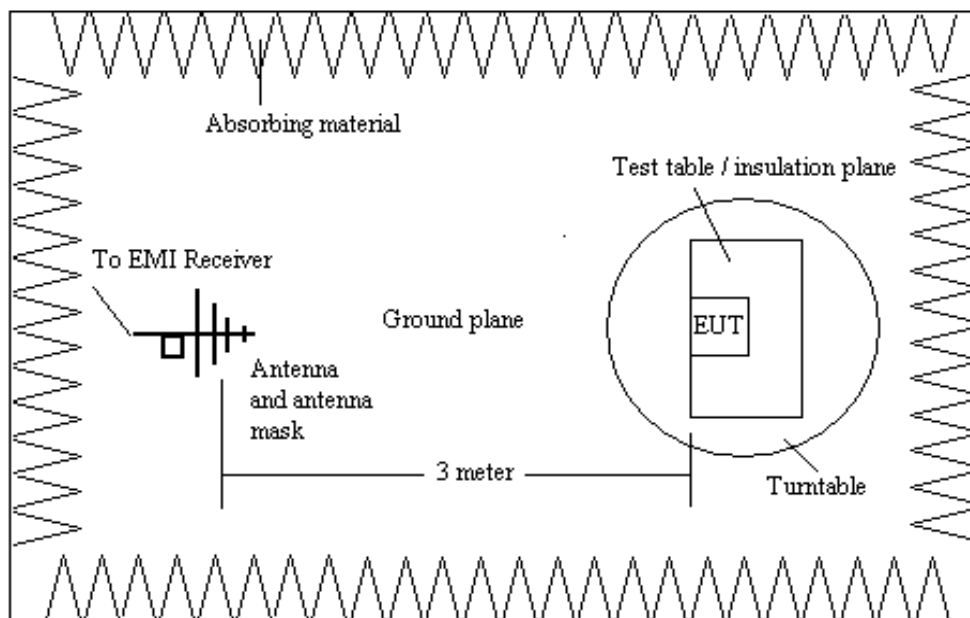 Absorbing material
Test table / insulation plane
To EMI Receiver
Ground plane
EUT
Antenna
and antenna
mask
3 meter
Turntable